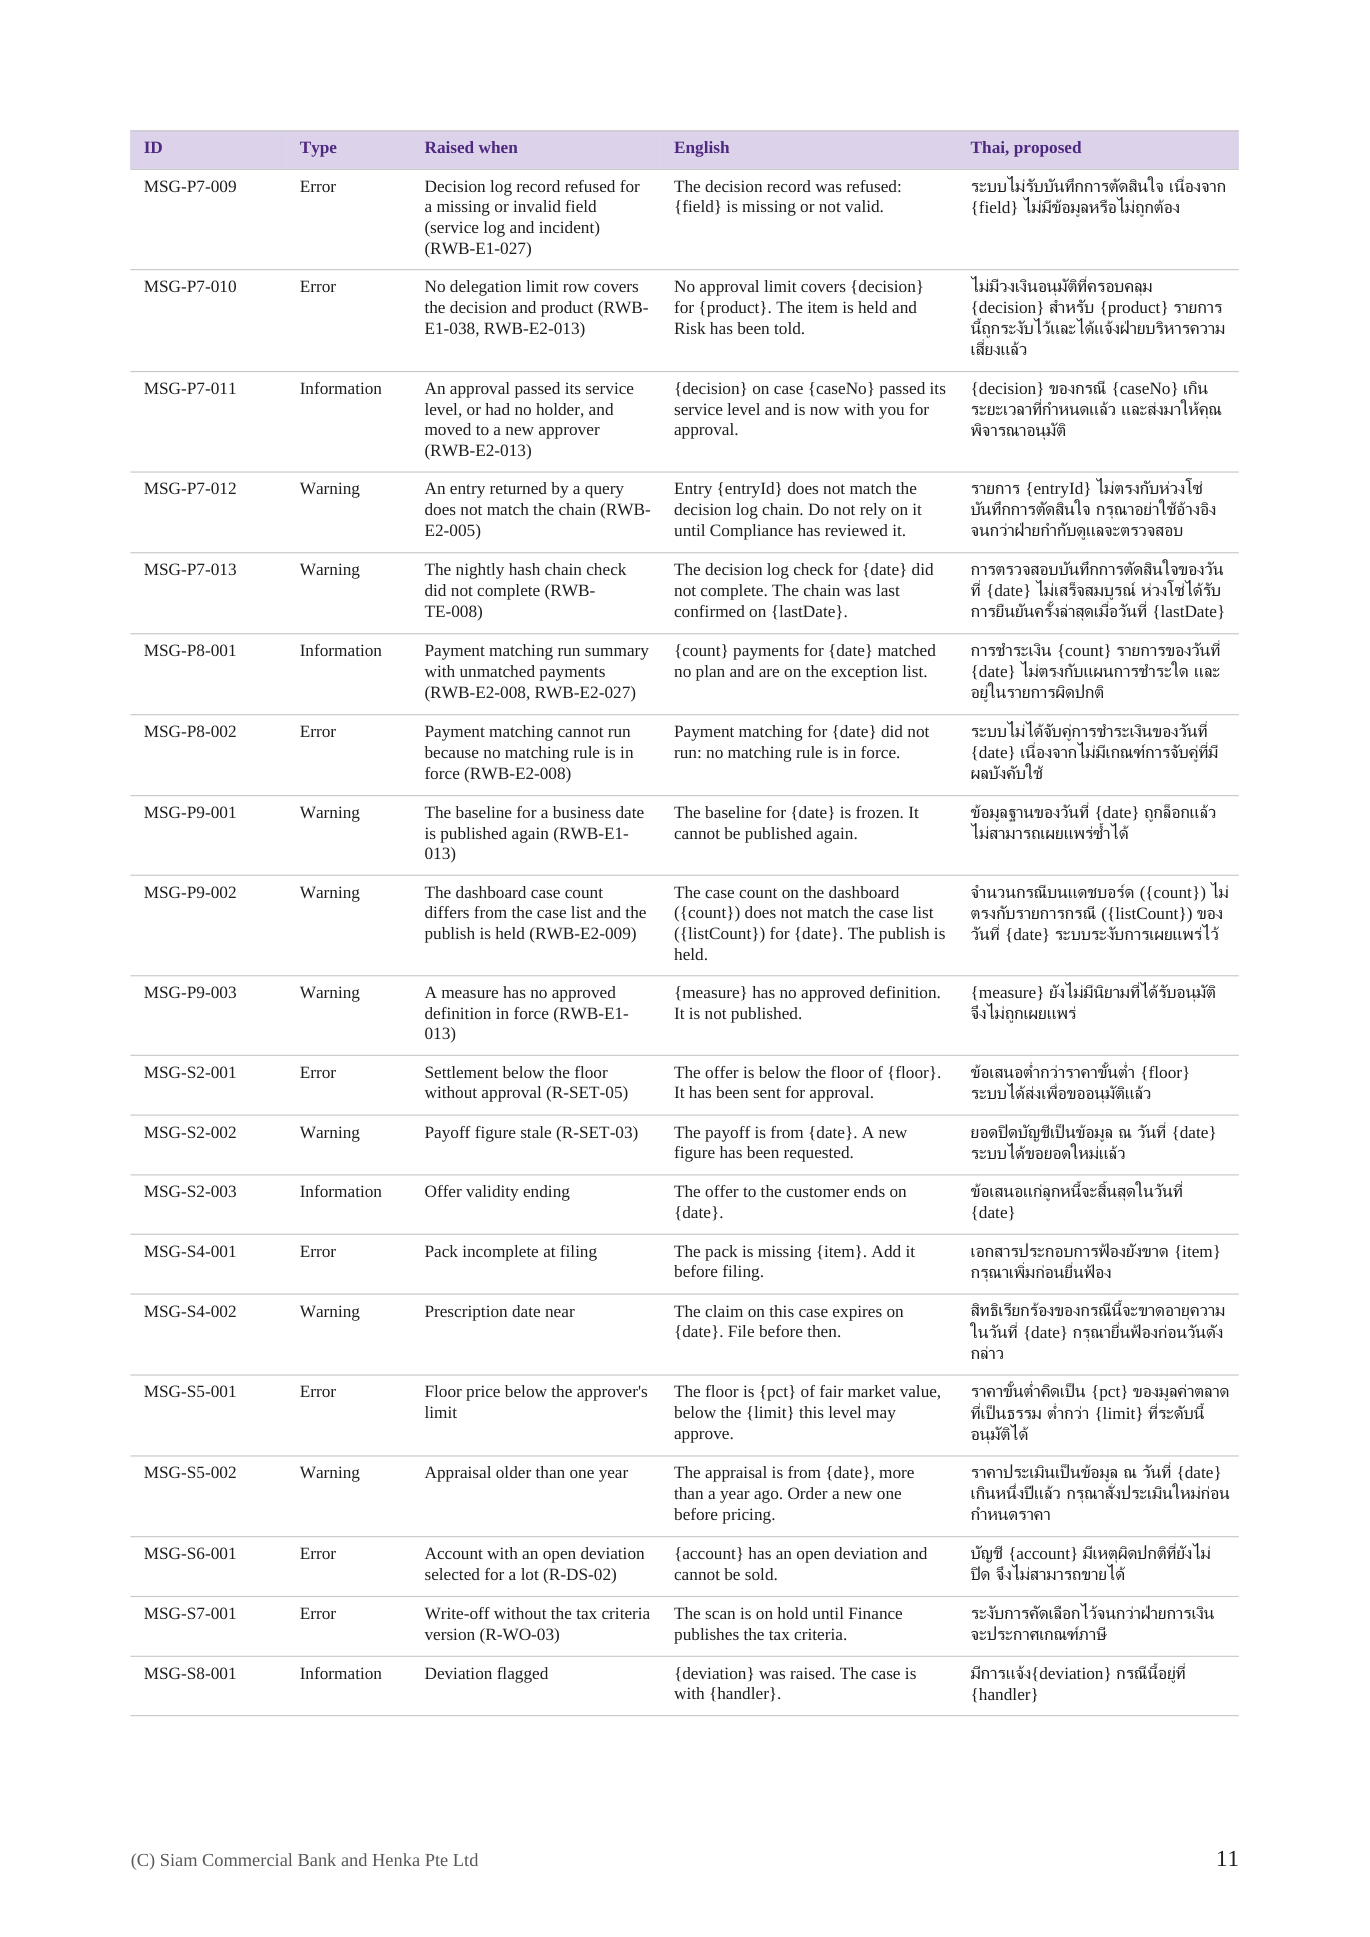 ID Type Raised when English Thai, proposed
MSG-P7-009 Error Decision log record refused for The decision record was refused: ระบบไม่รับบันทึกการตัดสินใจ เนื่องจาก
a missing or invalid field {field} is missing or not valid. {field} ไม่มีข้อมูลหรือไม่ถูกต้อง
(service log and incident)
(RWB-E1-027)
MSG-P7-010 Error No delegation limit row covers No approval limit covers {decision} ไม่มีวงเงินอนุมัติที่ครอบคลุม
the decision and product (RWB- for {product}. The item is held and {decision} สำหรับ {product} รายการ
E1-038, RWB-E2-013) Risk has been told. นี้ถูกระงับไว้และได้แจ้งฝ่ายบริหารความ
เสี่ยงแล้ว
MSG-P7-011 Information An approval passed its service {decision} on case {caseNo} passed its {decision} ของกรณี {caseNo} เกิน
level, or had no holder, and service level and is now with you for ระยะเวลาที่กำหนดแล้ว และส่งมาให้คุณ
moved to a new approver approval. พิจารณาอนุมัติ
(RWB-E2-013)
MSG-P7-012 Warning An entry returned by a query Entry {entryId} does not match the รายการ {entryId} ไม่ตรงกับห่วงโซ่
does not match the chain (RWB- decision log chain. Do not rely on it บันทึกการตัดสินใจ กรุณาอย่าใช้อ้างอิง
E2-005) until Compliance has reviewed it. จนกว่าฝ่ายกำกับดูแลจะตรวจสอบ
MSG-P7-013 Warning The nightly hash chain check The decision log check for {date} did การตรวจสอบบันทึกการตัดสินใจของวัน
did not complete (RWB- not complete. The chain was last ที่ {date} ไม่เสร็จสมบูรณ์ ห่วงโซ่ได้รับ
TE-008) confirmed on {lastDate}. การยืนยันครั้งล่าสุดเมื่อวันที่ {lastDate}
MSG-P8-001 Information Payment matching run summary {count} payments for {date} matched การชำระเงิน {count} รายการของวันที่
with unmatched payments no plan and are on the exception list. {date} ไม่ตรงกับแผนการชำระใด และ
(RWB-E2-008, RWB-E2-027) อยู่ในรายการผิดปกติ
MSG-P8-002 Error Payment matching cannot run Payment matching for {date} did not ระบบไม่ได้จับคู่การชำระเงินของวันที่
because no matching rule is in run: no matching rule is in force. {date} เนื่องจากไม่มีเกณฑ์การจับคู่ที่มี
force (RWB-E2-008) ผลบังคับใช้
MSG-P9-001 Warning The baseline for a business date The baseline for {date} is frozen. It ข้อมูลฐานของวันที่ {date} ถูกล็อกแล้ว
is published again (RWB-E1- cannot be published again. ไม่สามารถเผยแพร่ซ้ำได้
013)
MSG-P9-002 Warning The dashboard case count The case count on the dashboard จำนวนกรณีบนแดชบอร์ด ({count}) ไม่
differs from the case list and the ({count}) does not match the case list ตรงกับรายการกรณี ({listCount}) ของ
publish is held (RWB-E2-009) ({listCount}) for {date}. The publish is วันที่ {date} ระบบระงับการเผยแพร่ไว้
held.
MSG-P9-003 Warning A measure has no approved {measure} has no approved definition. {measure} ยังไม่มีนิยามที่ได้รับอนุมัติ
definition in force (RWB-E1- It is not published. จึงไม่ถูกเผยแพร่
013)
MSG-S2-001 Error Settlement below the floor The offer is below the floor of {floor}. ข้อเสนอต่ำกว่าราคาขั้นต่ำ {floor}
without approval (R-SET-05) It has been sent for approval. ระบบได้ส่งเพื่อขออนุมัติแล้ว
MSG-S2-002 Warning Payoff figure stale (R-SET-03) The payoff is from {date}. A new ยอดปิดบัญชีเป็นข้อมูล ณ วันที่ {date}
figure has been requested. ระบบได้ขอยอดใหม่แล้ว
MSG-S2-003 Information Offer validity ending The offer to the customer ends on ข้อเสนอแก่ลูกหนี้จะสิ้นสุดในวันที่
{date}. {date}
MSG-S4-001 Error Pack incomplete at filing The pack is missing {item}. Add it เอกสารประกอบการฟ้องยังขาด {item}
before filing. กรุณาเพิ่มก่อนยื่นฟ้อง
MSG-S4-002 Warning Prescription date near The claim on this case expires on สิทธิเรียกร้องของกรณีนี้จะขาดอายุความ
{date}. File before then. ในวันที่ {date} กรุณายื่นฟ้องก่อนวันดัง
กล่าว
MSG-S5-001 Error Floor price below the approver's The floor is {pct} of fair market value, ราคาขั้นต่ำคิดเป็น {pct} ของมูลค่าตลาด
limit below the {limit} this level may ที่เป็นธรรม ต่ำกว่า {limit} ที่ระดับนี้
approve. อนุมัติได้
MSG-S5-002 Warning Appraisal older than one year The appraisal is from {date}, more ราคาประเมินเป็นข้อมูล ณ วันที่ {date}
than a year ago. Order a new one เกินหนึ่งปีแล้ว กรุณาสั่งประเมินใหม่ก่อน
before pricing. กำหนดราคา
MSG-S6-001 Error Account with an open deviation {account} has an open deviation and บัญชี {account} มีเหตุผิดปกติที่ยังไม่
selected for a lot (R-DS-02) cannot be sold. ปิด จึงไม่สามารถขายได้
MSG-S7-001 Error Write-off without the tax criteria The scan is on hold until Finance ระงับการคัดเลือกไว้จนกว่าฝ่ายการเงิน
version (R-WO-03) publishes the tax criteria. จะประกาศเกณฑ์ภาษี
MSG-S8-001 Information Deviation flagged {deviation} was raised. The case is มีการแจ้ง{deviation} กรณีนี้อยู่ที่
with {handler}. {handler}
(C) Siam Commercial Bank and Henka Pte Ltd 11